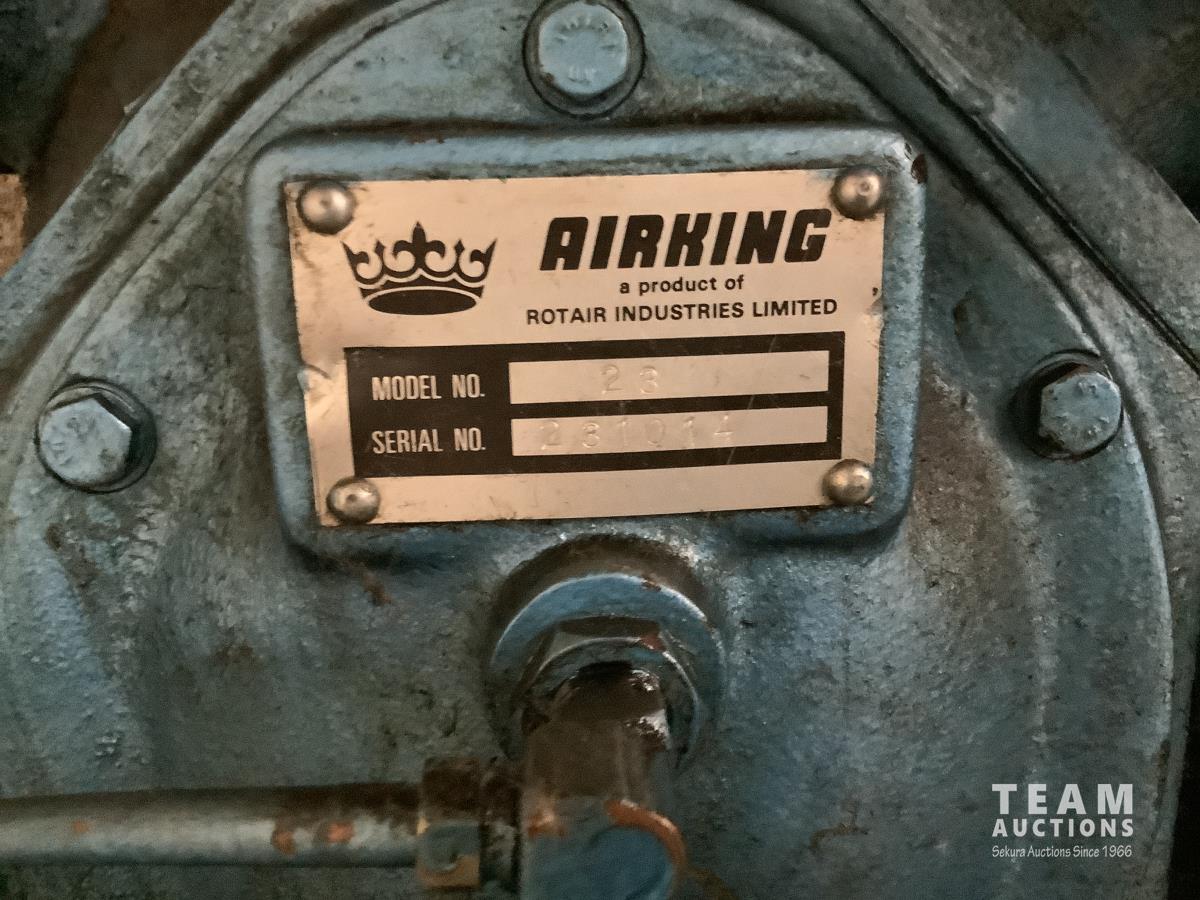 AIRKING
a product of
ROTAIR INDUSTRIES LIMITED
MODEL NO. 23
SERIAL NO. 231014
TEAM
AUCTIONS
Sekura Auctions Since 1966